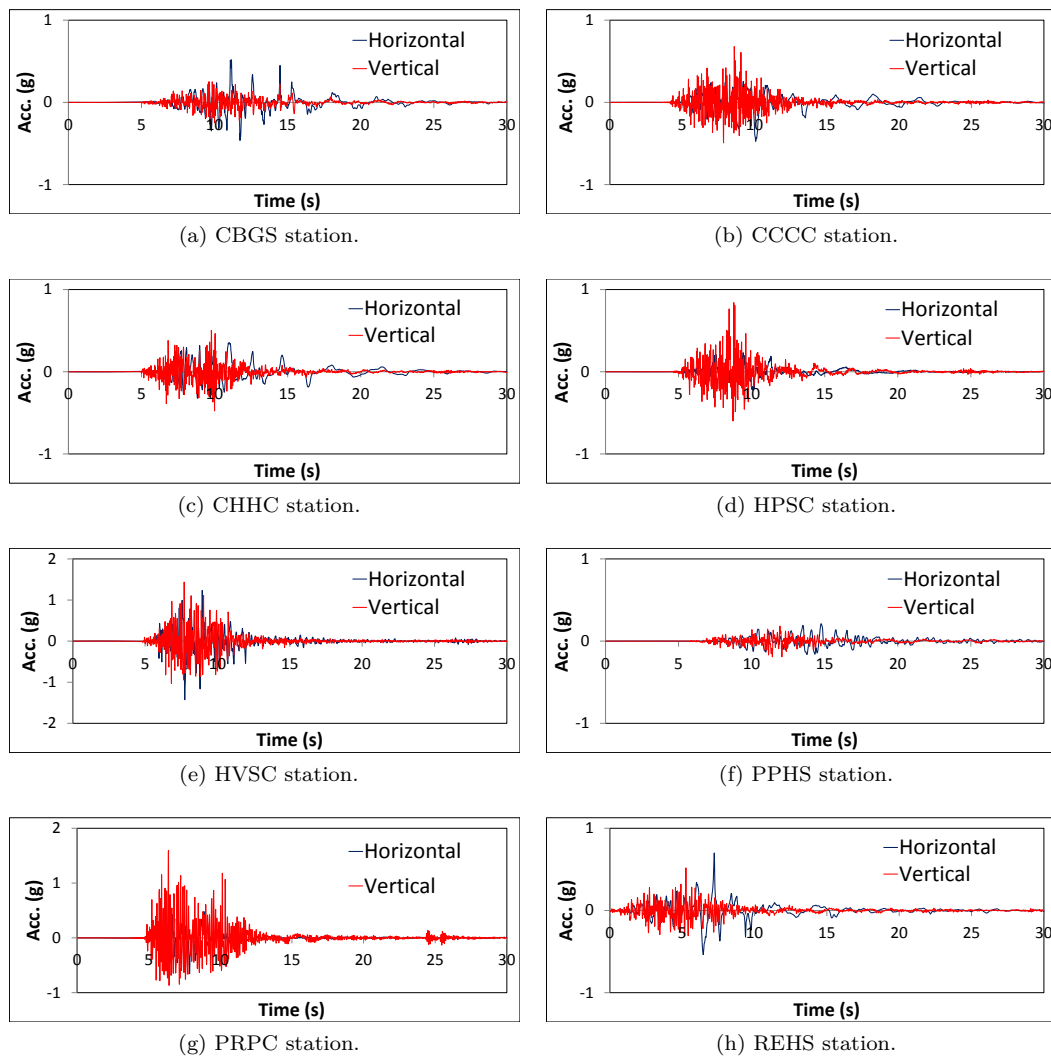 1
Horizontal
Vertical
Acc. (g)
0
0 5 10 15 20 25 30
-1
Time (s)
(a) CBGS station.
1
Horizontal
Vertical
Acc. (g)
0
0 5 10 15 20 25 30
-1
Time (s)
(b) CCCC station.
1
Horizontal
Vertical
Acc. (g)
0
0 5 10 15 20 25 30
-1
Time (s)
(c) CHHC station.
1
Horizontal
Vertical
Acc. (g)
0
0 5 10 15 20 25 30
-1
Time (s)
(d) HPSC station.
2
Horizontal
1
Vertical
Acc. (g)
0
0 5 10 15 20 25 30
-1
-2
Time (s)
(e) HVSC station.
1
Horizontal
Vertical
Acc. (g)
0
0 5 10 15 20 25 30
-1
Time (s)
(f) PPHS station.
2
Horizontal
1
Vertical
Acc. (g)
0
0 5 10 15 20 25 30
-1
Time (s)
(g) PRPC station.
1
Horizontal
Vertical
Acc. (g)
0
0 5 10 15 20 25 30
-1
Time (s)
(h) REHS station.